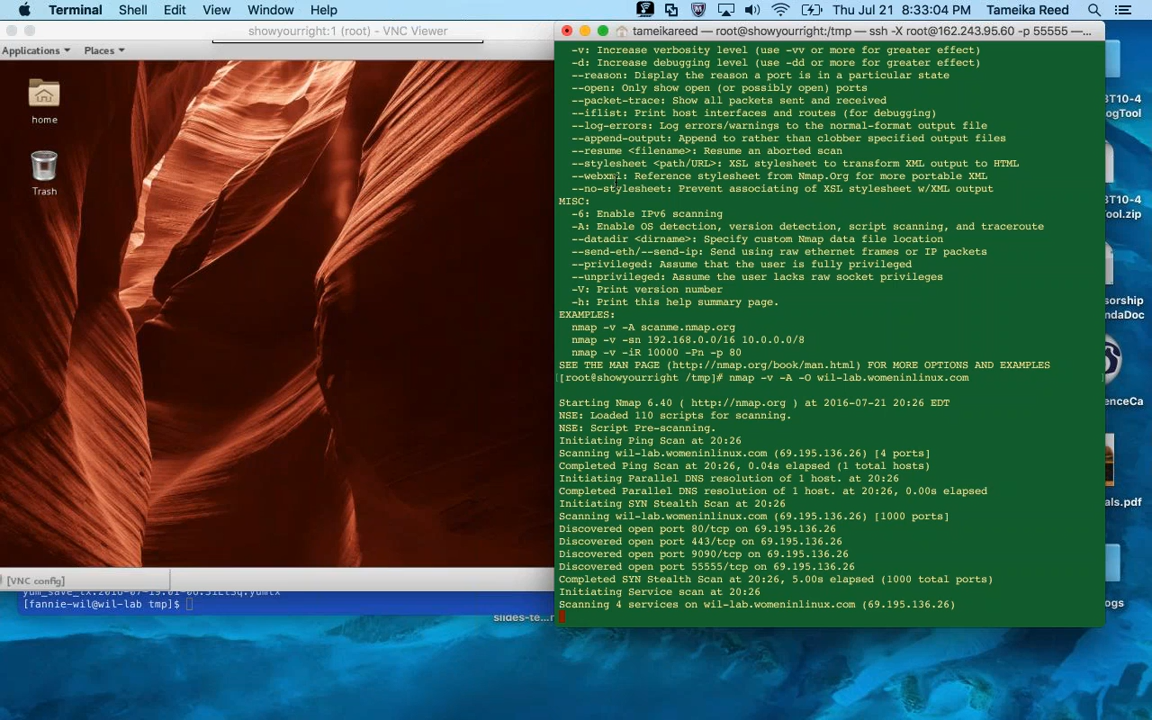 Terminal Shell Edit View Window Help Thu Jul 21 8:33:04 PM Tameika Reed
showyourright:1 (root) - VNC Viewer
Applications Places
home
Trash
[VNC config]
[fannie-wil@wil-lab tmp]$
slides-te...
tameikareed — root@showyourrright:/tmp — ssh -X root@162.243.95.60 -p 55555 —...
-v: Increase verbosity level (use -vv or more for greater effect)
-d: Increase debugging level (use -dd or more for greater effect)
--reason: Display the reason a port is in a particular state
--open: Only show open (or possibly open) ports
--packet-trace: Show all packets sent and received
--iflist: Print host interfaces and routes (for debugging)
--log-errors: Log errors/warnings to the normal-format output file
--append-output: Append to rather than clobber specified output files
--resume <filename>: Resume an aborted scan
--stylesheet <path/URL>: XSL stylesheet to transform XML output to HTML
--webxml: Reference stylesheet from Nmap.Org for more portable XML
--no-stylesheet: Prevent associating of XSL stylesheet w/XML output
MISC:
-6: Enable IPv6 scanning
-A: Enable OS detection, version detection, script scanning, and traceroute
--datadir <dirname>: Specify custom Nmap data file location
--send-eth/--send-ip: Send using raw ethernet frames or IP packets
--privileged: Assume that the user is fully privileged
--unprivileged: Assume the user lacks raw socket privileges
-V: Print version number
-h: Print this help summary page.
EXAMPLES:
nmap -v -A scanme.nmap.org
nmap -v -sn 192.168.0.0/16 10.0.0.0/8
nmap -v -iR 10000 -Pn -p 80
SEE THE MAN PAGE (http://nmap.org/book/man.html) FOR MORE OPTIONS AND EXAMPLES
[[root@showyourright /tmp]# nmap -v -A -O wil-lab.womeninlinux.com
Starting Nmap 6.40 ( http://nmap.org ) at 2016-07-21 20:26 EDT
NSE: Loaded 110 scripts for scanning.
NSE: Script Pre-scanning.
Initiating Ping Scan at 20:26
Scanning wil-lab.womeninlinux.com (69.195.136.26) [4 ports]
Completed Ping Scan at 20:26, 0.04s elapsed (1 total hosts)
Initiating Parallel DNS resolution of 1 host. at 20:26
Completed Parallel DNS resolution of 1 host. at 20:26, 0.00s elapsed
Initiating SYN Stealth Scan at 20:26
Scanning wil-lab.womeninlinux.com (69.195.136.26) [1000 ports]
Discovered open port 80/tcp on 69.195.136.26
Discovered open port 443/tcp on 69.195.136.26
Discovered open port 9090/tcp on 69.195.136.26
Discovered open port 55555/tcp on 69.195.136.26
Completed SYN Stealth Scan at 20:26, 5.00s elapsed (1000 total ports)
Initiating Service scan at 20:26
Scanning 4 services on wil-lab.womeninlinux.com (69.195.136.26)
BT10-4
ogTool
BT10-4
ool.zip
nsorship
ndaDoc
enceCa
als.pdf
ogs